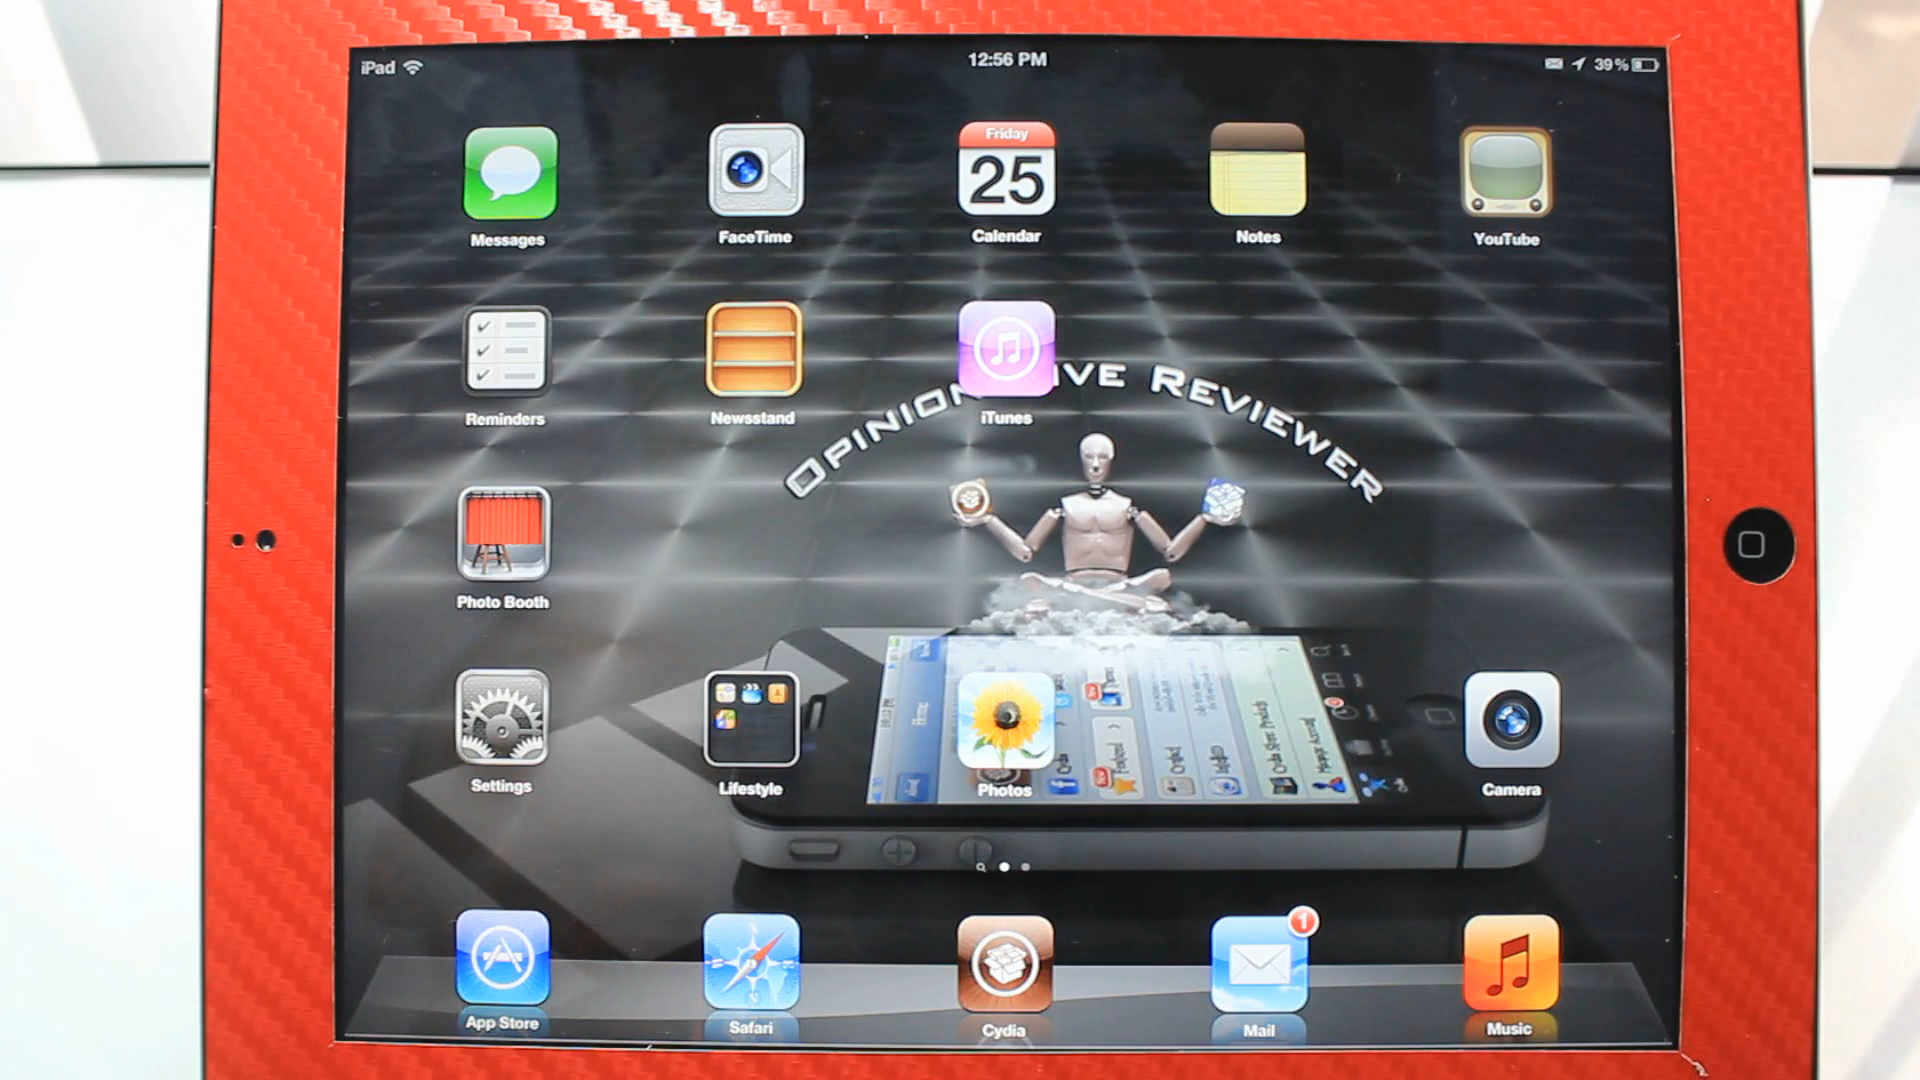 iPad 12:56 PM 39%
Friday
25
Messages FaceTime Calendar Notes YouTube
Reminders Newsstand iTunes
Opinion ive Reviewer
Photo Booth
Settings Lifestyle Photos Camera
1
App Store Safari Cydia Mail Music